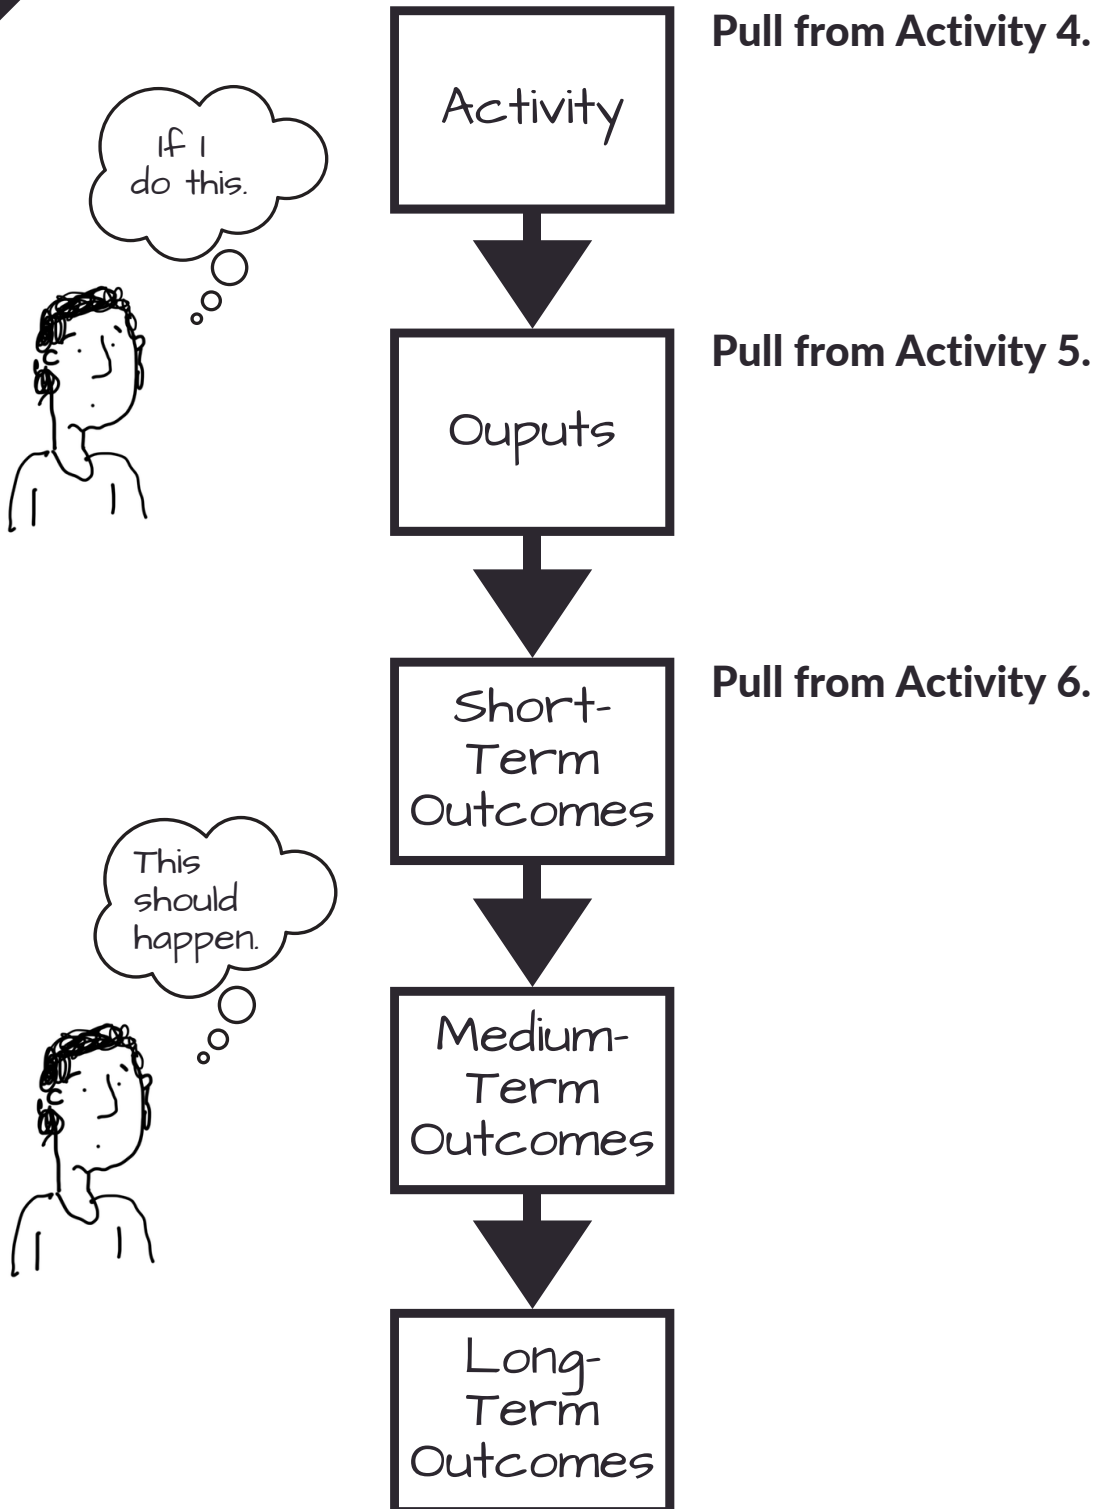 Activity
Pull from Activity 4.
If I
do this.
Ouputs
Pull from Activity 5.
Short-
Term
Outcomes
Pull from Activity 6.
This
should
happen.
Medium-
Term
Outcomes
Long-
Term
Outcomes